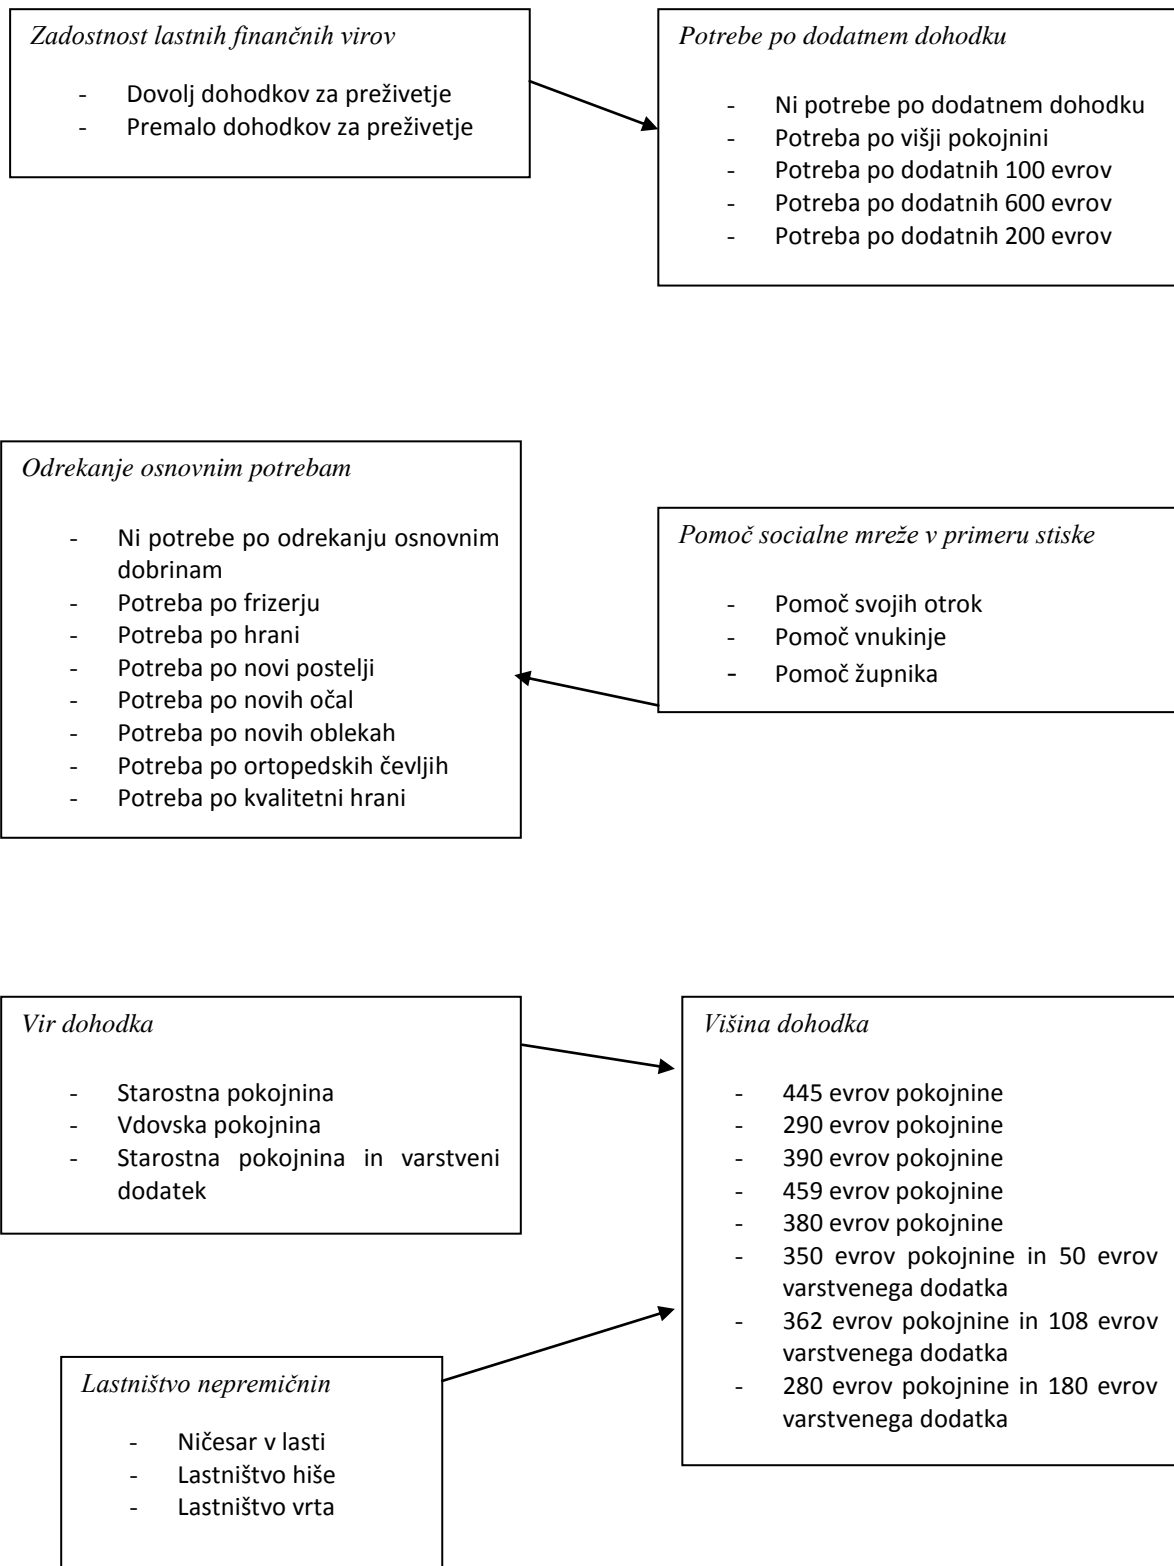 Zadostnost lastnih finančnih virov
- Dovolj dohodkov za preživetje
- Premalo dohodkov za preživetje
Potrebe po dodatnem dohodku
- Ni potrebe po dodatnem dohodku
- Potreba po višji pokojnini
- Potreba po dodatnih 100 evrov
- Potreba po dodatnih 600 evrov
- Potreba po dodatnih 200 evrov
Odrekanje osnovnim potrebam
- Ni potrebe po odrekanju osnovnim
dobrinam
- Potreba po frizerju
- Potreba po hrani
- Potreba po novi postelji
- Potreba po novih očal
- Potreba po novih oblekah
- Potreba po ortopedskih čevljih
- Potreba po kvalitetni hrani
Pomoč socialne mreže v primeru stiske
- Pomoč svojih otrok
- Pomoč vnukinje
- Pomoč župnika
Vir dohodka
- Starostna pokojnina
- Vdovska pokojnina
- Starostna pokojnina in varstveni
dodatek
Višina dohodka
- 445 evrov pokojnine
- 290 evrov pokojnine
- 390 evrov pokojnine
- 459 evrov pokojnine
- 380 evrov pokojnine
- 350 evrov pokojnine in 50 evrov
varstvenega dodatka
- 362 evrov pokojnine in 108 evrov
varstvenega dodatka
- 280 evrov pokojnine in 180 evrov
varstvenega dodatka
Lastništvo nepremičnin
- Ničesar v lasti
- Lastništvo hiše
- Lastništvo vrta